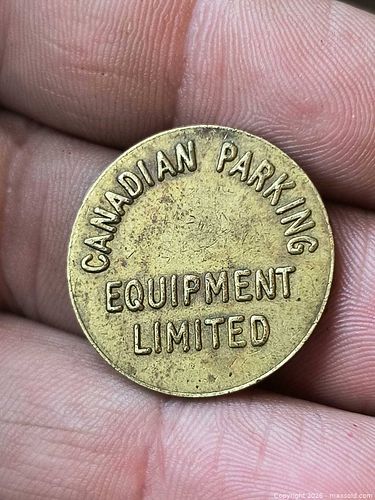 CANADIAN PARKING
EQUIPMENT
LIMITED
Copyright 2026 - maxsold.com